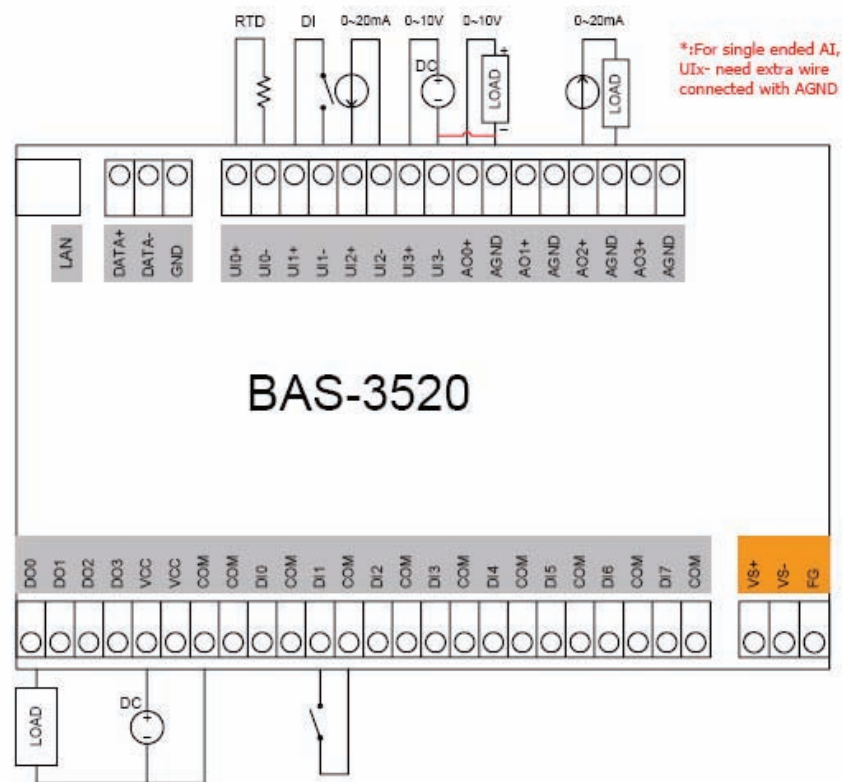 RTD DI 0~20mA 0~10V 0~10V 0~20mA
*:For single ended AI,
UIx- need extra wire
connected with AGND
DC
+
-
LOAD
+
-
LOAD
LAN
DATA+
DATA-
GND
UI0+
UI0-
UI1+
UI1-
UI2+
UI2-
UI3+
UI3-
AO0+
AGND
AO1+
AGND
AO2+
AGND
AO3+
AGND
BAS-3520
DO0
DO1
DO2
DO3
VCC
VCC
COM
COM
DI0
COM
DI1
COM
DI2
COM
DI3
COM
DI4
COM
DI5
COM
DI6
COM
DI7
COM
VS+
VS-
FG
LOAD
DC
+
-